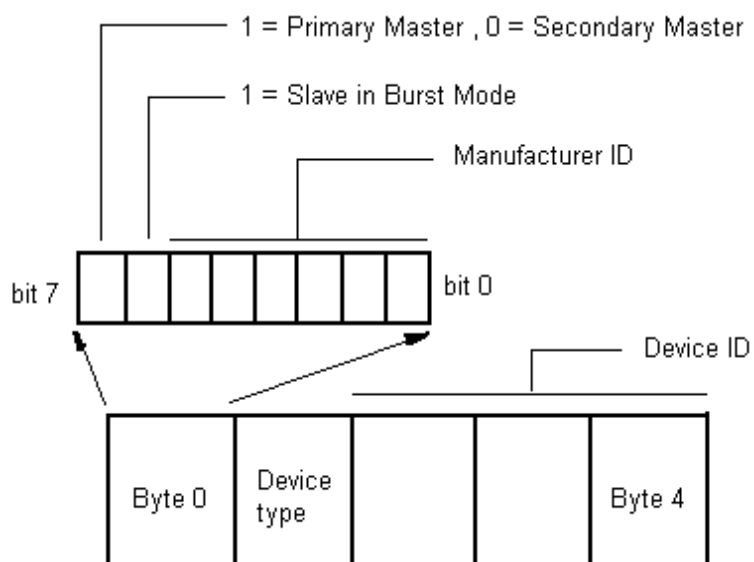 1 = Primary Master , 0 = Secondary Master
1 = Slave in Burst Mode
Manufacturer ID
bit 7
bit 0
Device ID
Byte 0
Device
type
Byte 4